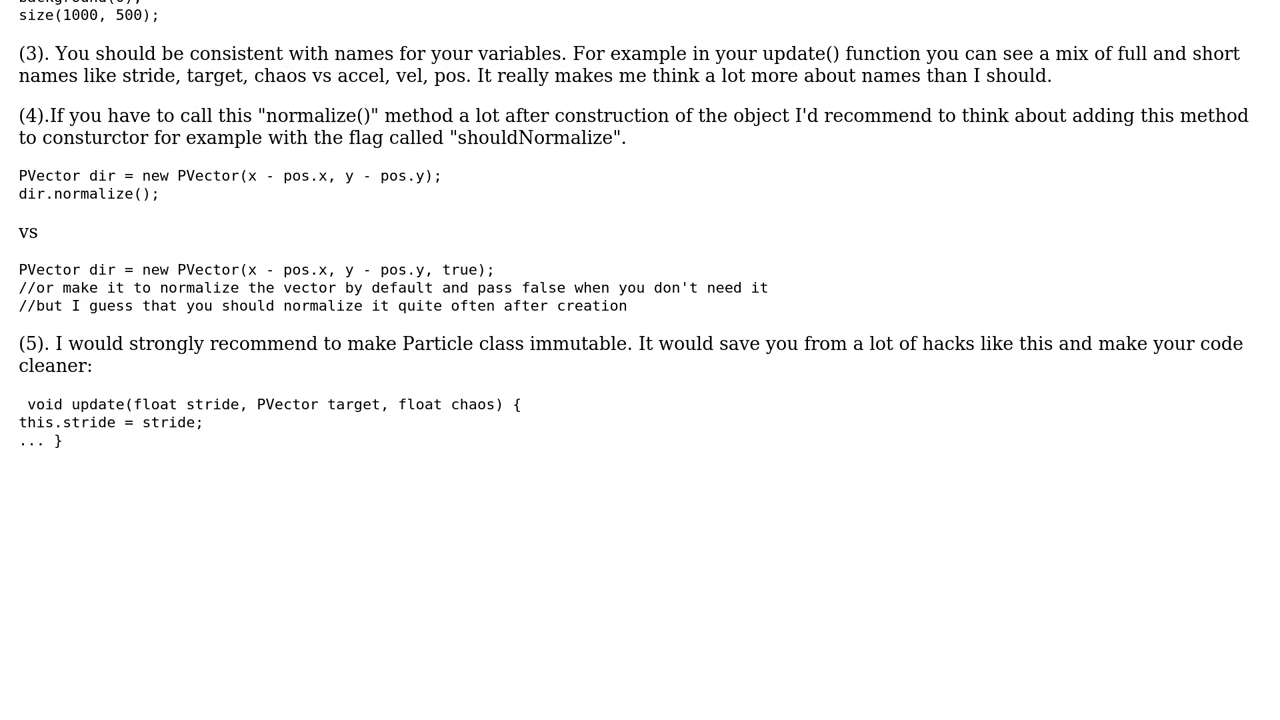 background(0);
size(1000, 500);
(3). You should be consistent with names for your variables. For example in your update() function you can see a mix of full and short
names like stride, target, chaos vs accel, vel, pos. It really makes me think a lot more about names than I should.
(4).If you have to call this "normalize()" method a lot after construction of the object I'd recommend to think about adding this method
to consturctor for example with the flag called "shouldNormalize".
PVector dir = new PVector(x - pos.x, y - pos.y);
dir.normalize();
vs
PVector dir = new PVector(x - pos.x, y - pos.y, true);
//or make it to normalize the vector by default and pass false when you don't need it
//but I guess that you should normalize it quite often after creation
(5). I would strongly recommend to make Particle class immutable. It would save you from a lot of hacks like this and make your code
cleaner:
void update(float stride, PVector target, float chaos) {
this.stride = stride;
... }